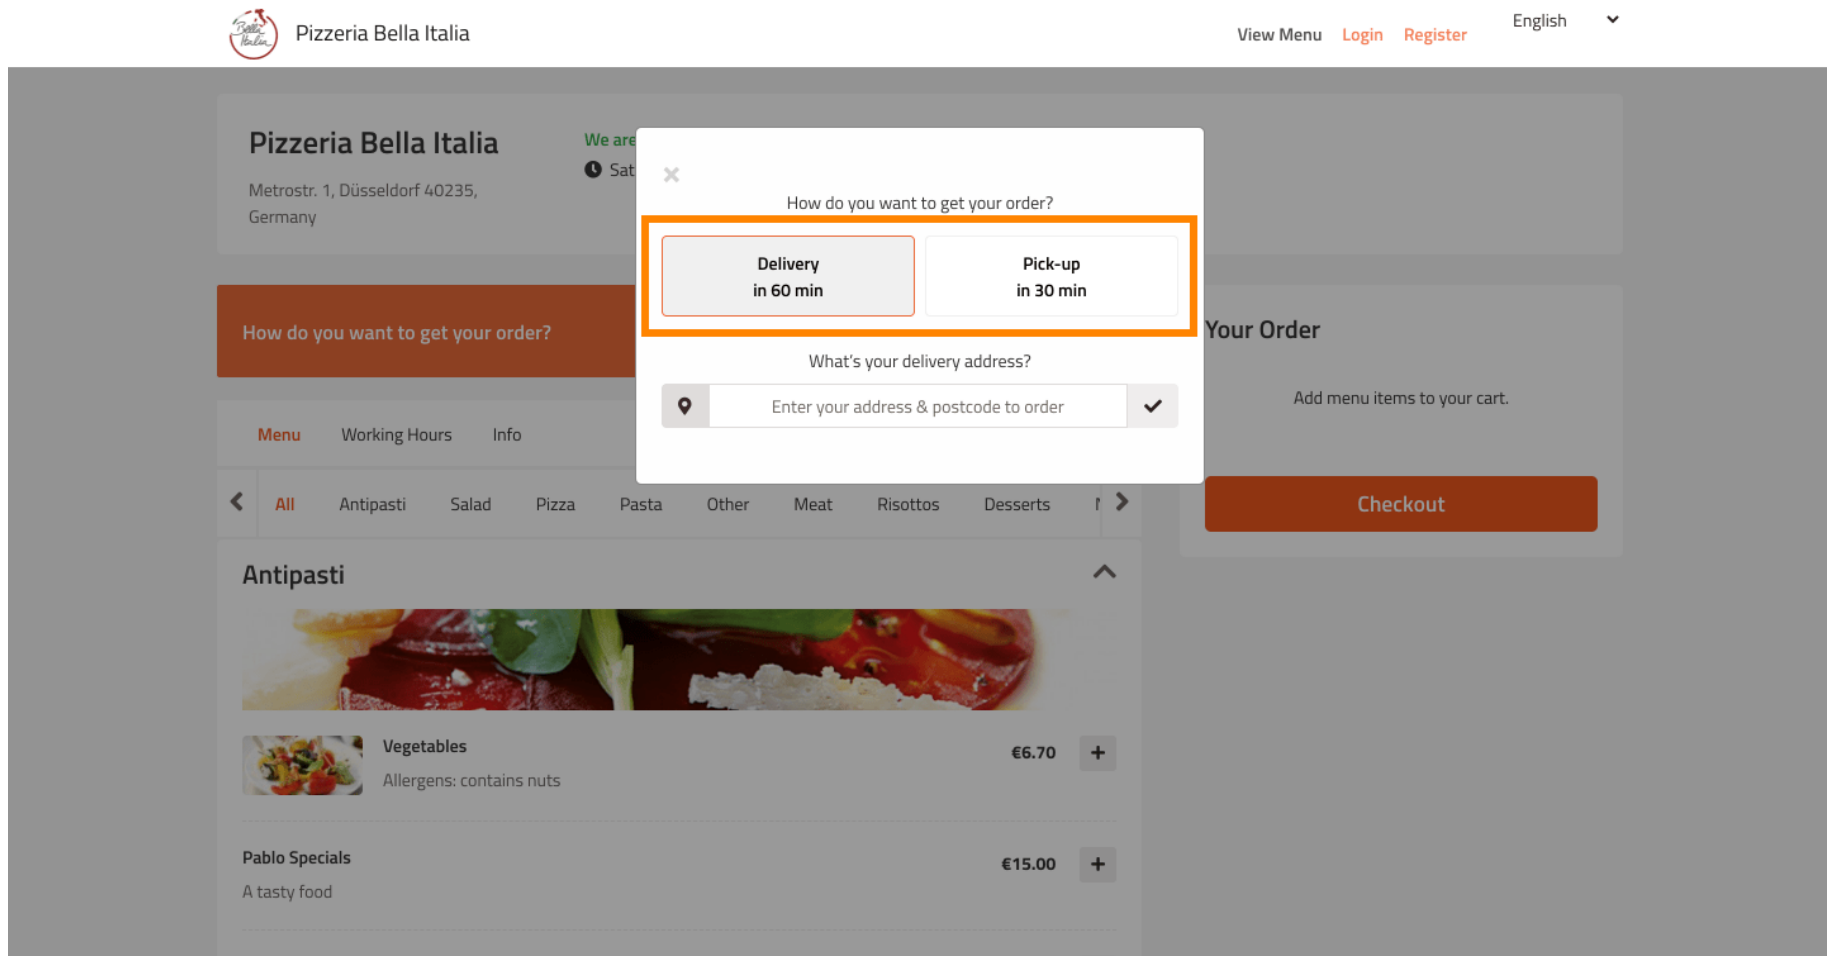 Bella Italia
Pizzeria Bella Italia
View Menu
Login
Register
English
Pizzeria Bella Italia
Metrostr. 1, Düsseldorf 40235,
Germany
We are
Sat
How do you want to get your order?
Delivery
in 60 min
Pick-up
in 30 min
What's your delivery address?
Enter your address & postcode to order
How do you want to get your order?
Your Order
Add menu items to your cart.
Checkout
Menu
Working Hours
Info
All
Antipasti
Salad
Pizza
Pasta
Other
Meat
Risottos
Desserts
Antipasti
Vegetables
€6.70
Allergens: contains nuts
Pablo Specials
€15.00
A tasty food